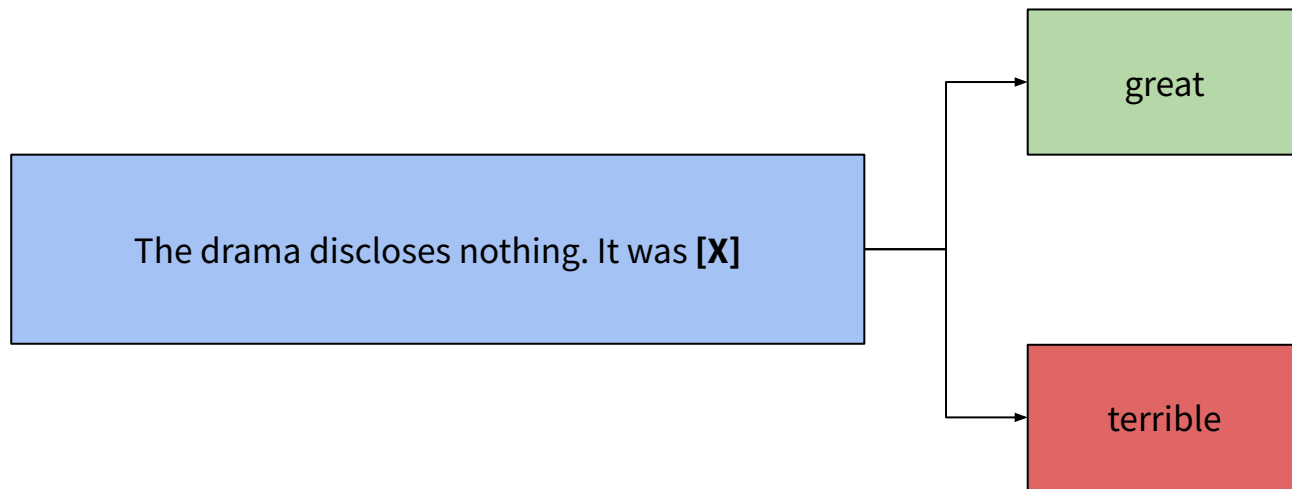 great
The drama discloses nothing. It was [X]
terrible